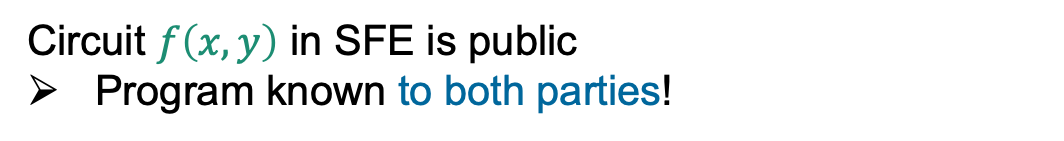 Circuit 𝑓(𝑥, 𝑦) in SFE is public
➢ Program known to both parties!